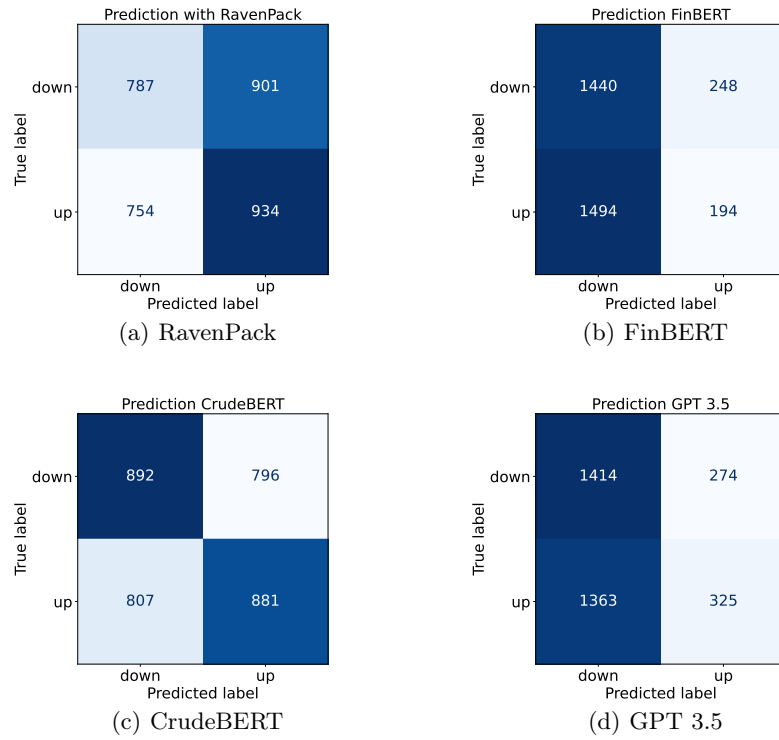 Prediction with RavenPack
down
787
901
True label
up
754
934
down
up
Predicted label
(a) RavenPack
Prediction FinBERT
down
1440
248
True label
up
1494
194
down
up
Predicted label
(b) FinBERT
Prediction CrudeBERT
down
892
796
True label
up
807
881
down
up
Predicted label
(c) CrudeBERT
Prediction GPT 3.5
down
1414
274
True label
up
1363
325
down
up
Predicted label
(d) GPT 3.5